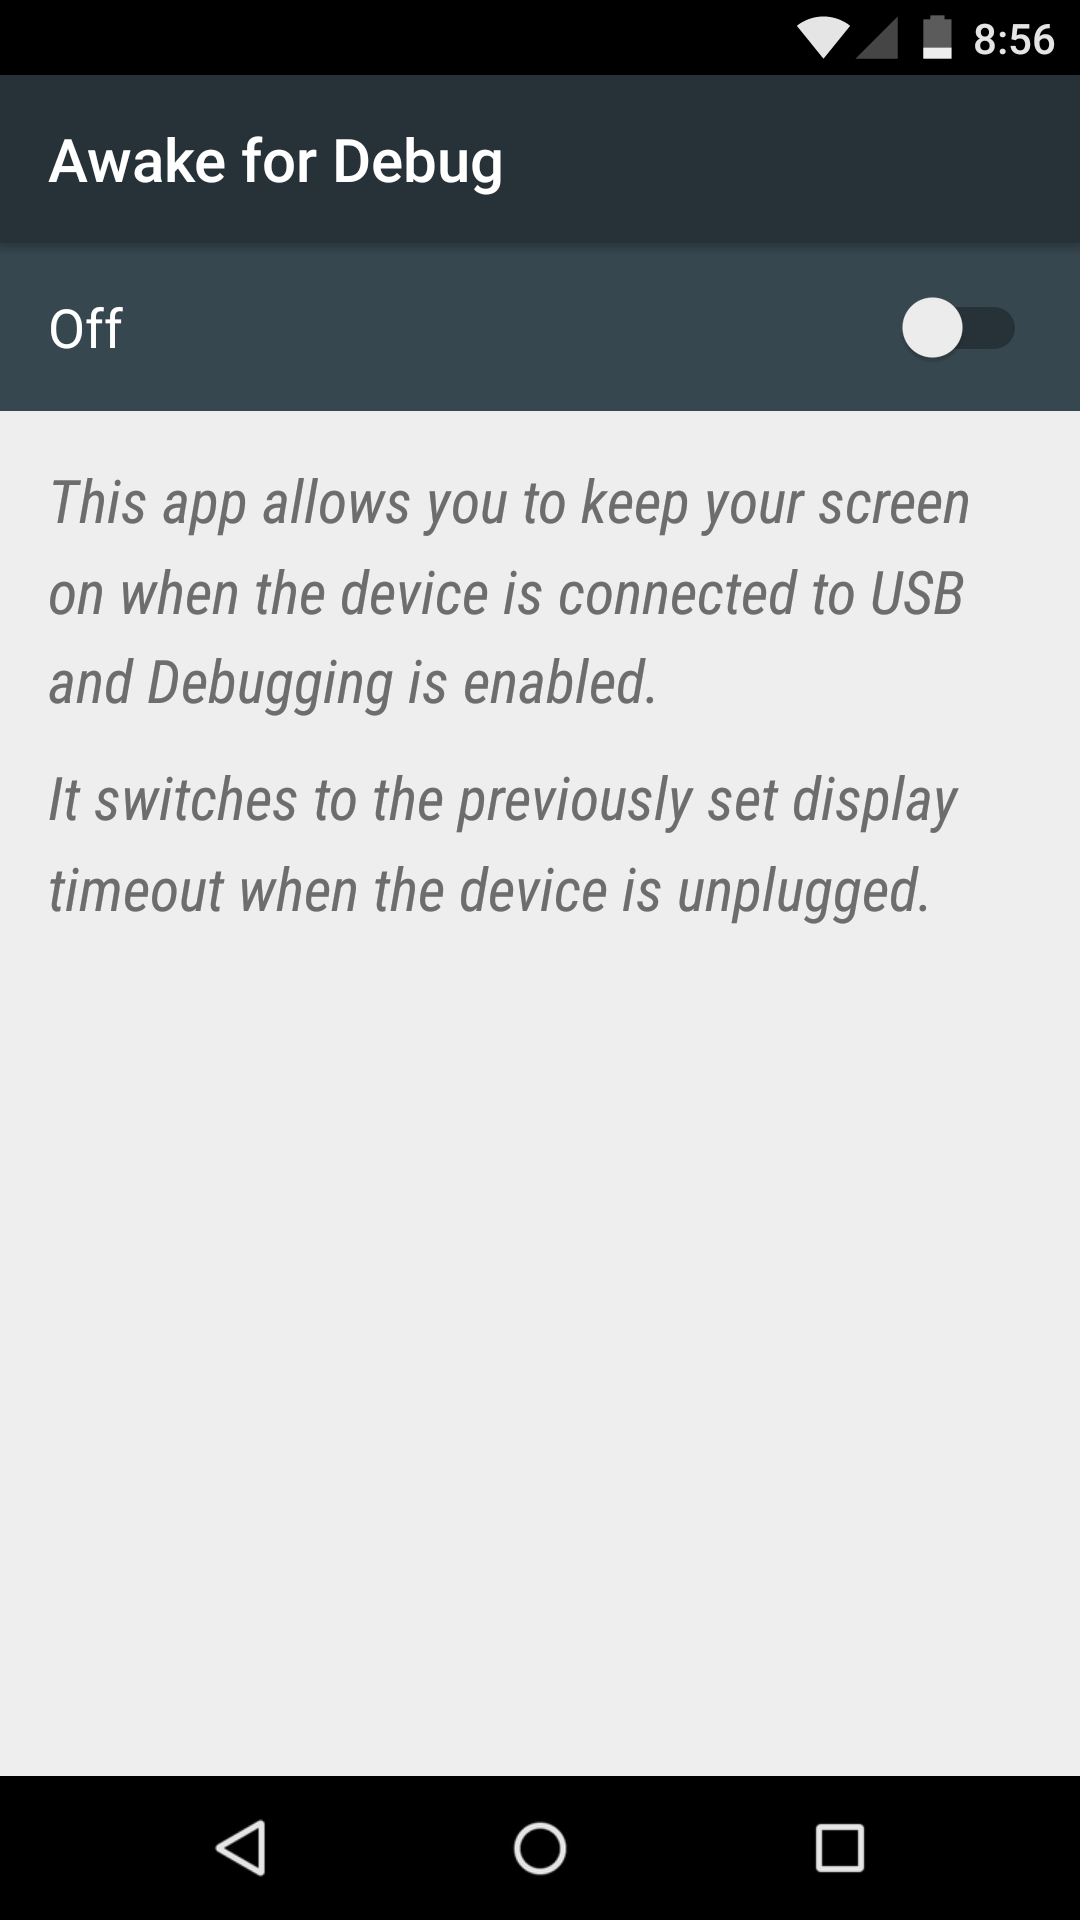 8:56
Awake for Debug
Off
This app allows you to keep your screen
on when the device is connected to USB
and Debugging is enabled.
It switches to the previously set display
timeout when the device is unplugged.